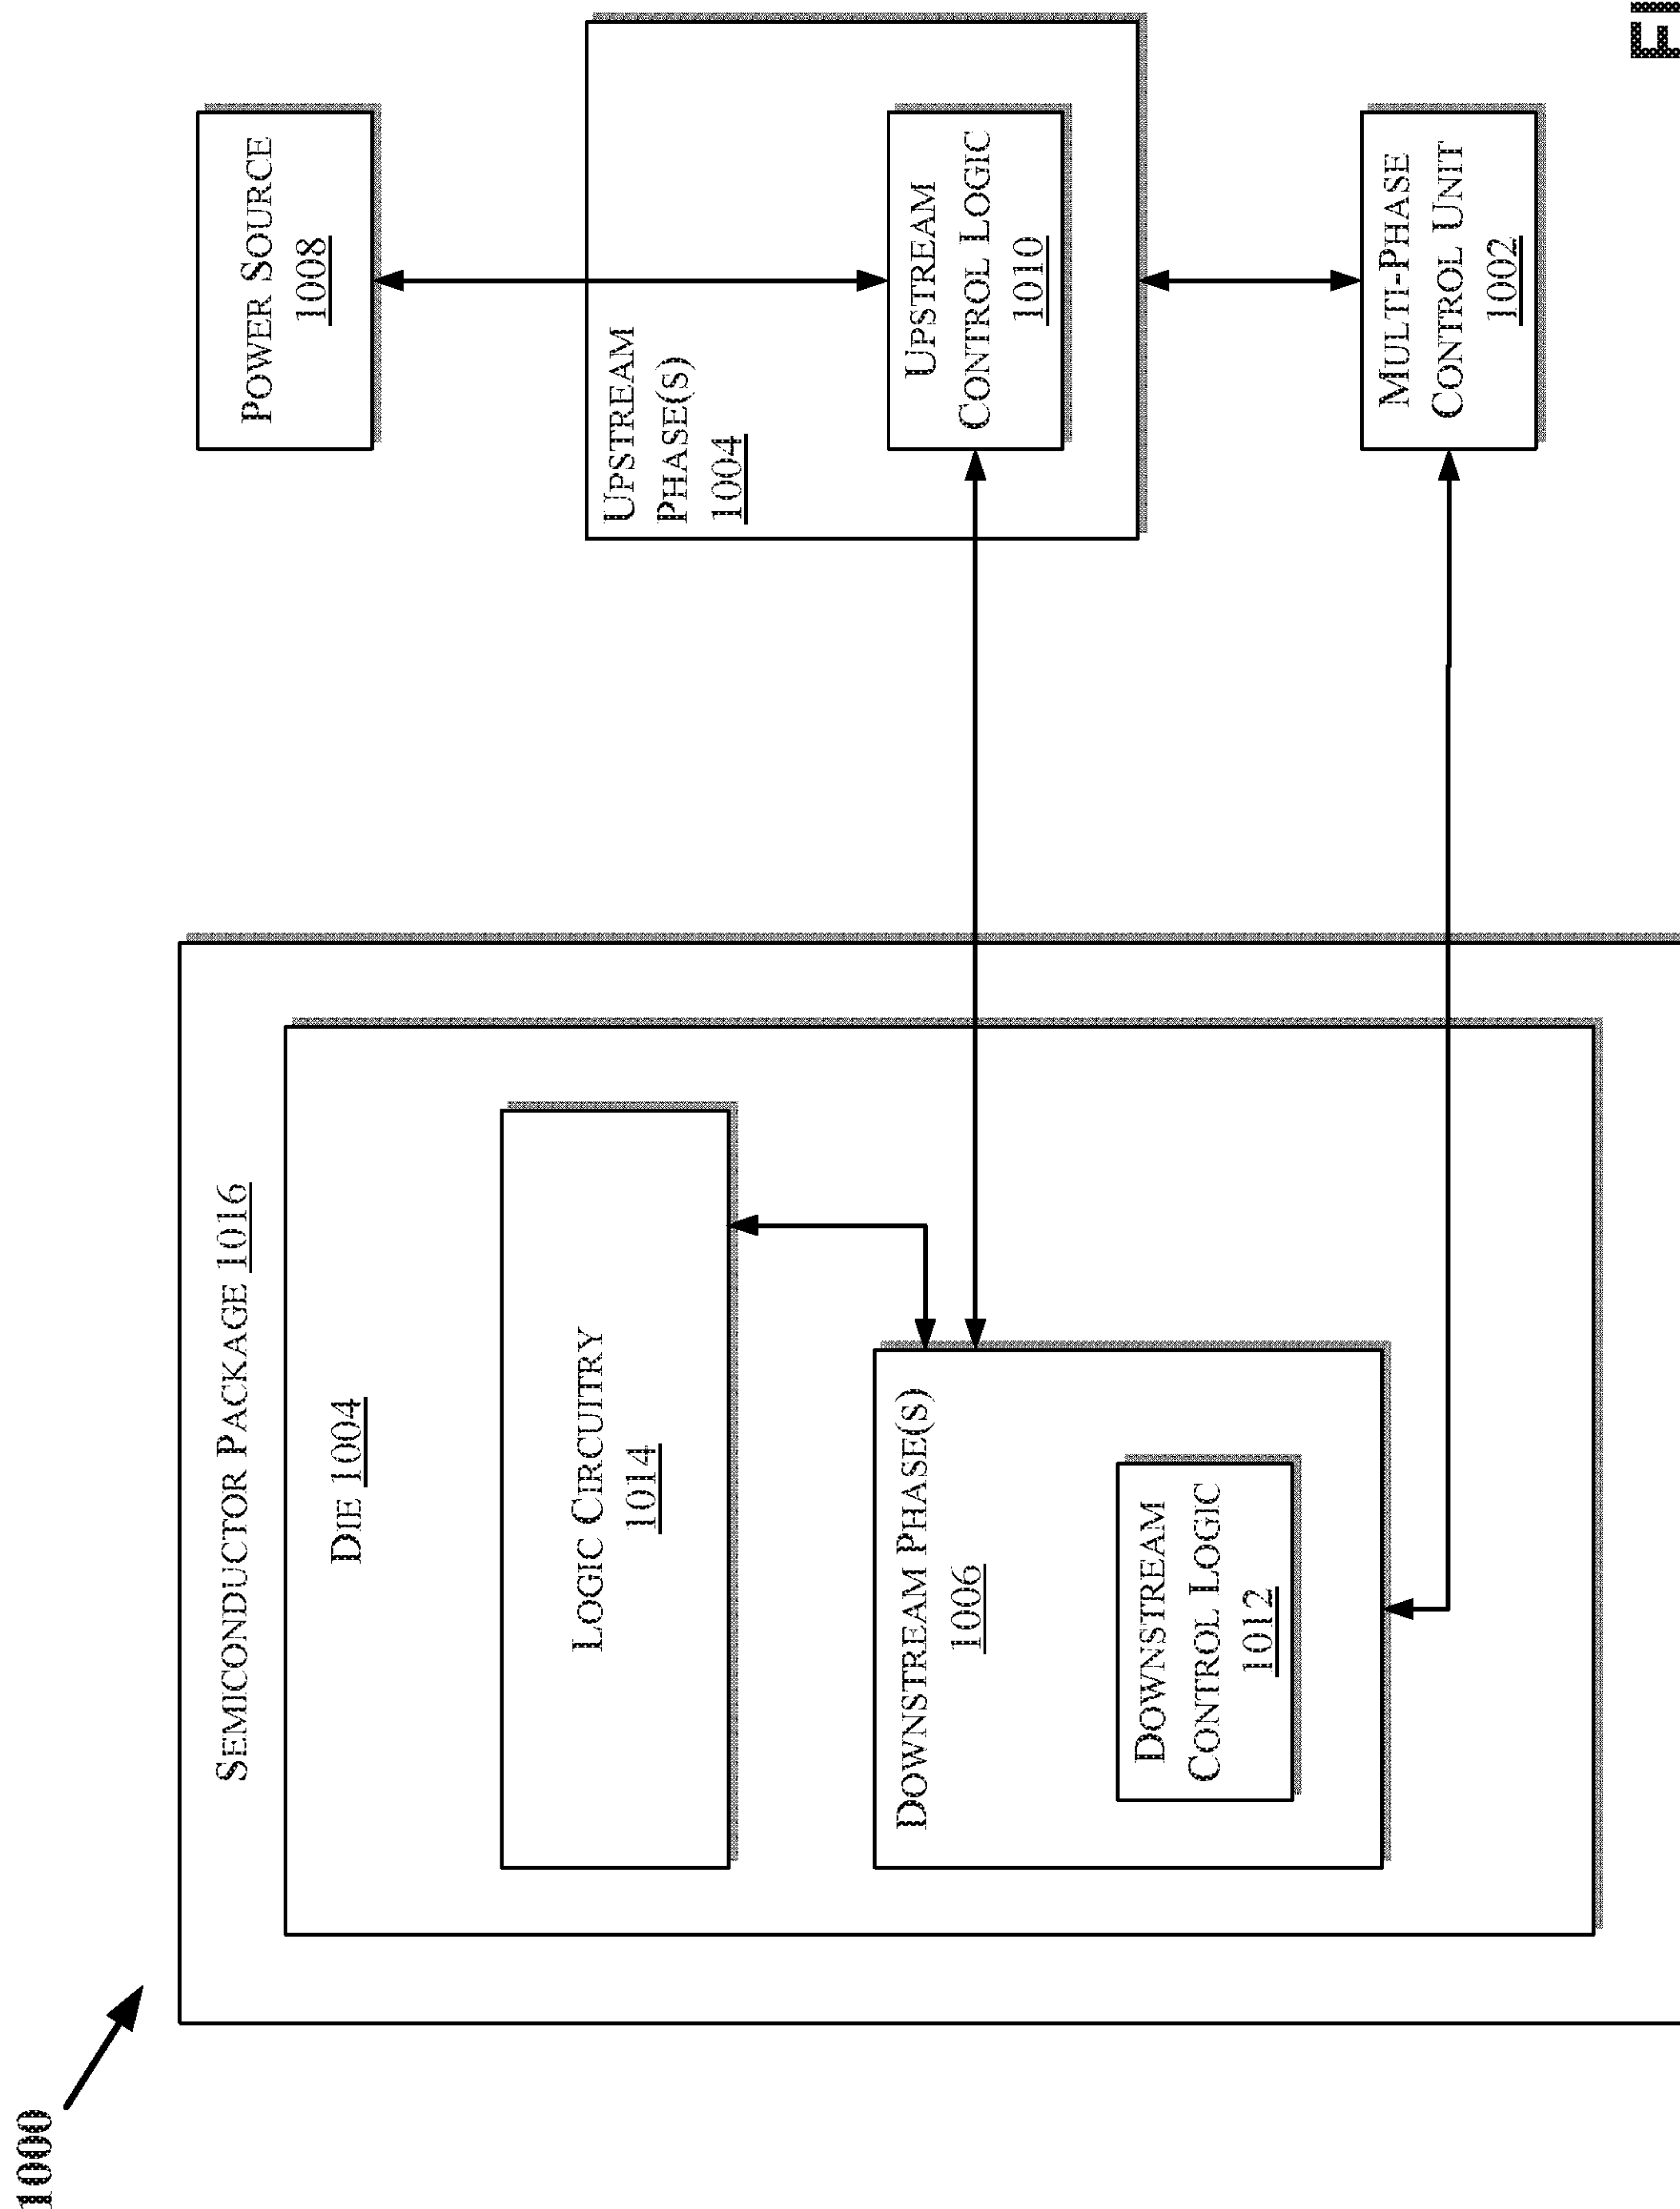 1000
SEMICONDUCTOR PACKAGE 1016
DIE 1004
LOGIC CIRCUITRY
1014
DOWNSTREAM PHASE(S)
1006
DOWNSTREAM
CONTROL LOGIC
1012
POWER SOURCE
1008
UPSTREAM
PHASE(S)
1004
UPSTREAM
CONTROL LOGIC
1010
MULTI-PHASE
CONTROL UNIT
1002